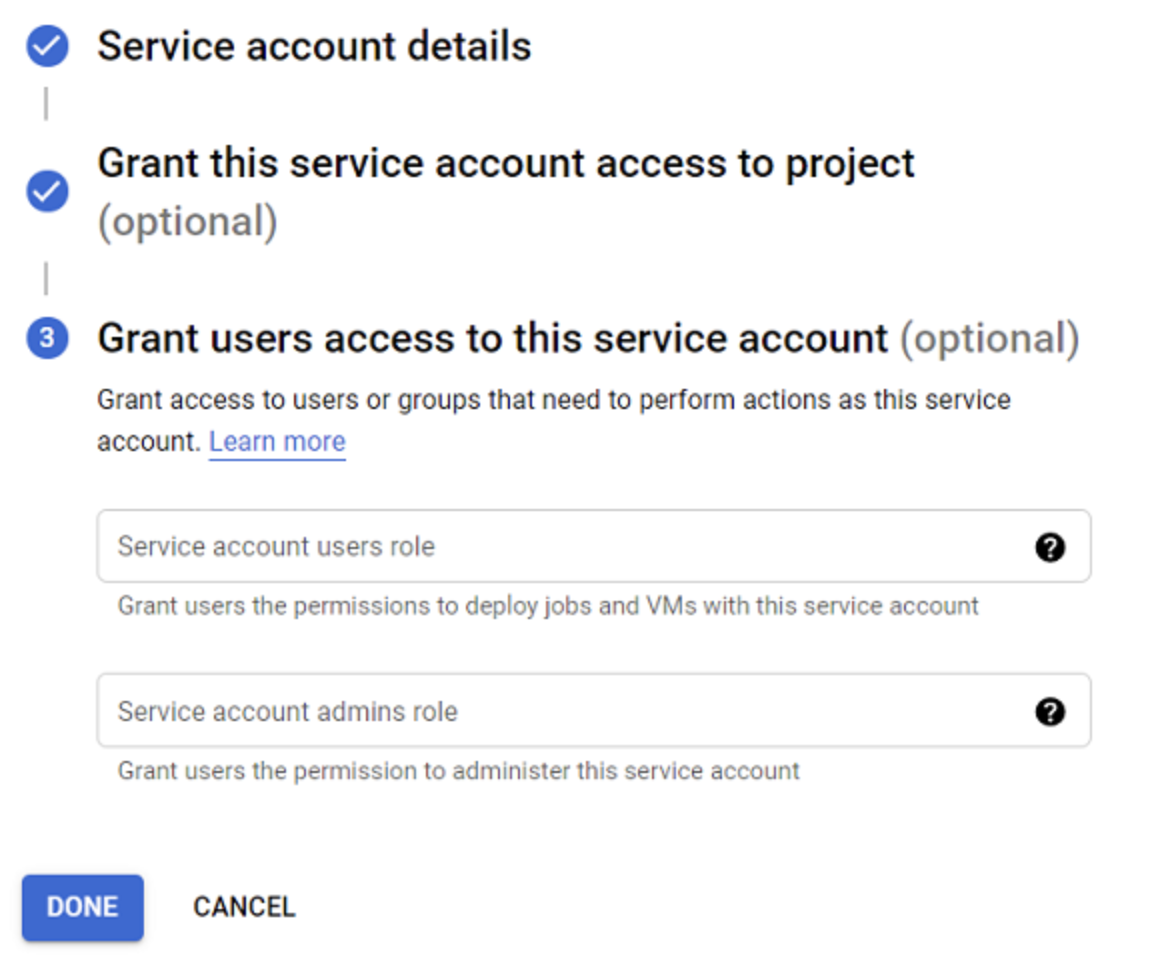 Service account details
Grant this service account access to project
(optional)
3
Grant users access to this service account (optional)
Grant access to users or groups that need to perform actions as this service
account. Learn more
Service account users role
?
Grant users the permissions to deploy jobs and VMs with this service account
Service account admins role
?
Grant users the permission to administer this service account
DONE
CANCEL